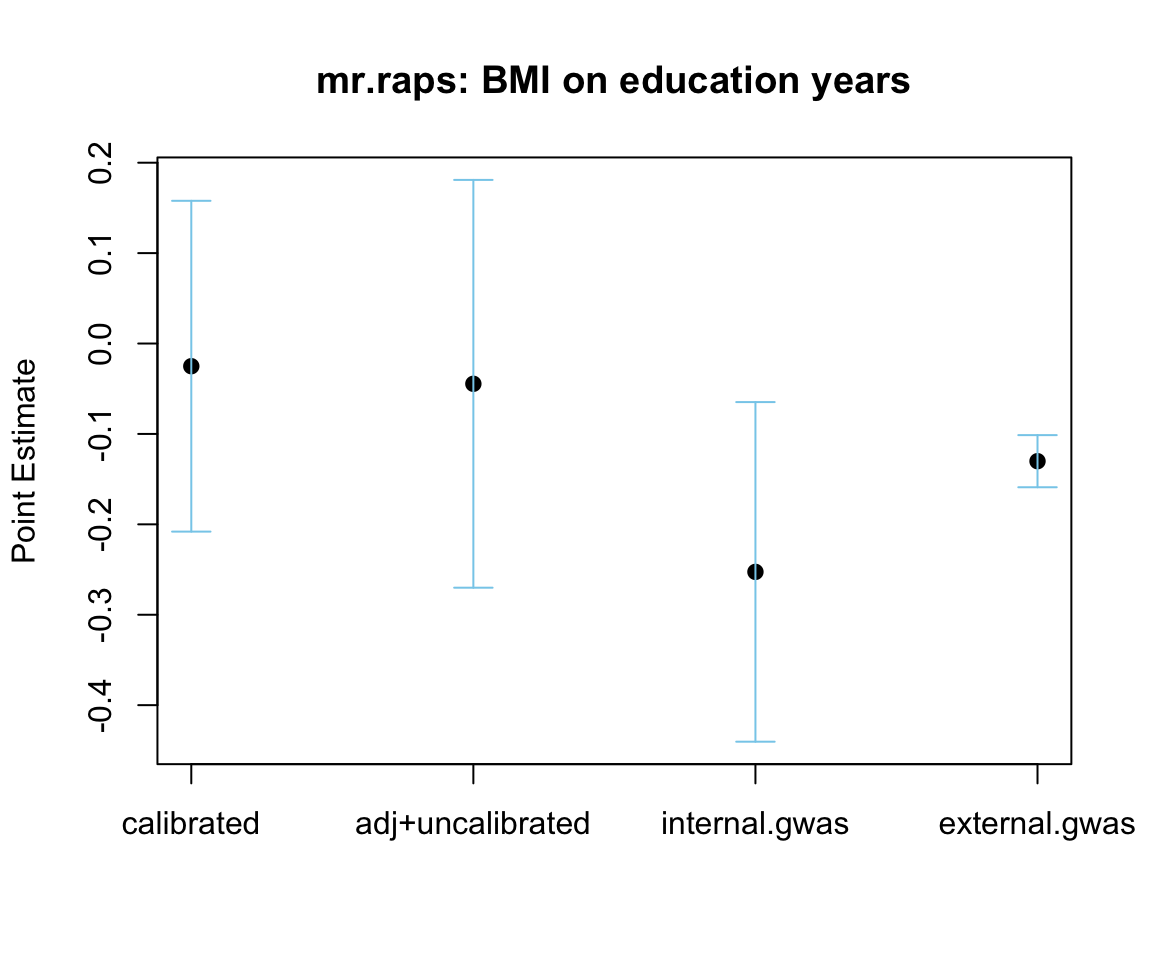 mr.raps: BMI on education years
Point Estimate
0.2
0.1
0.0
-0.1
-0.2
-0.3
-0.4
calibrated
adj+uncalibrated
internal.gwas
external.gwas